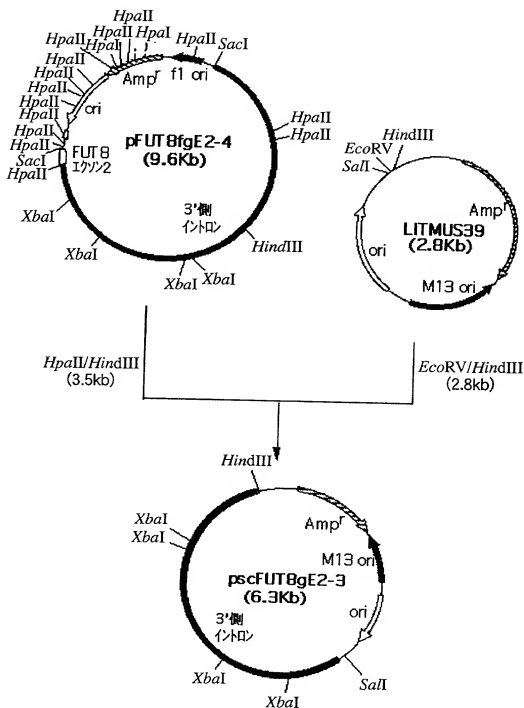 HpaII
HpaII
HpaI
HpaII
HpaI
HpaII
SacI
HpaII
HpaII
HpaII
HpaII
HpaII
HpaII
HpaII
SacI
HpaII
Ampr
f1 ori
ori
FUT8
エクソン2
pFUT8fgE2-4
(9.6Kb)
HpaII
HpaII
XbaI
XbaI
XbaI
XbaI
3'側
イントロン
HindIII
HindIII
EcoRV
SalI
Ampr
LITMUS39
(2.8Kb)
ori
M13 ori
HpaII/HindIII
(3.5kb)
EcoRV/HindIII
(2.8kb)
HindIII
XbaI
XbaI
Ampr
M13 ori
pscFUT8gE2-3
(6.3Kb)
ori
3'側
イントロン
XbaI
XbaI
SalI